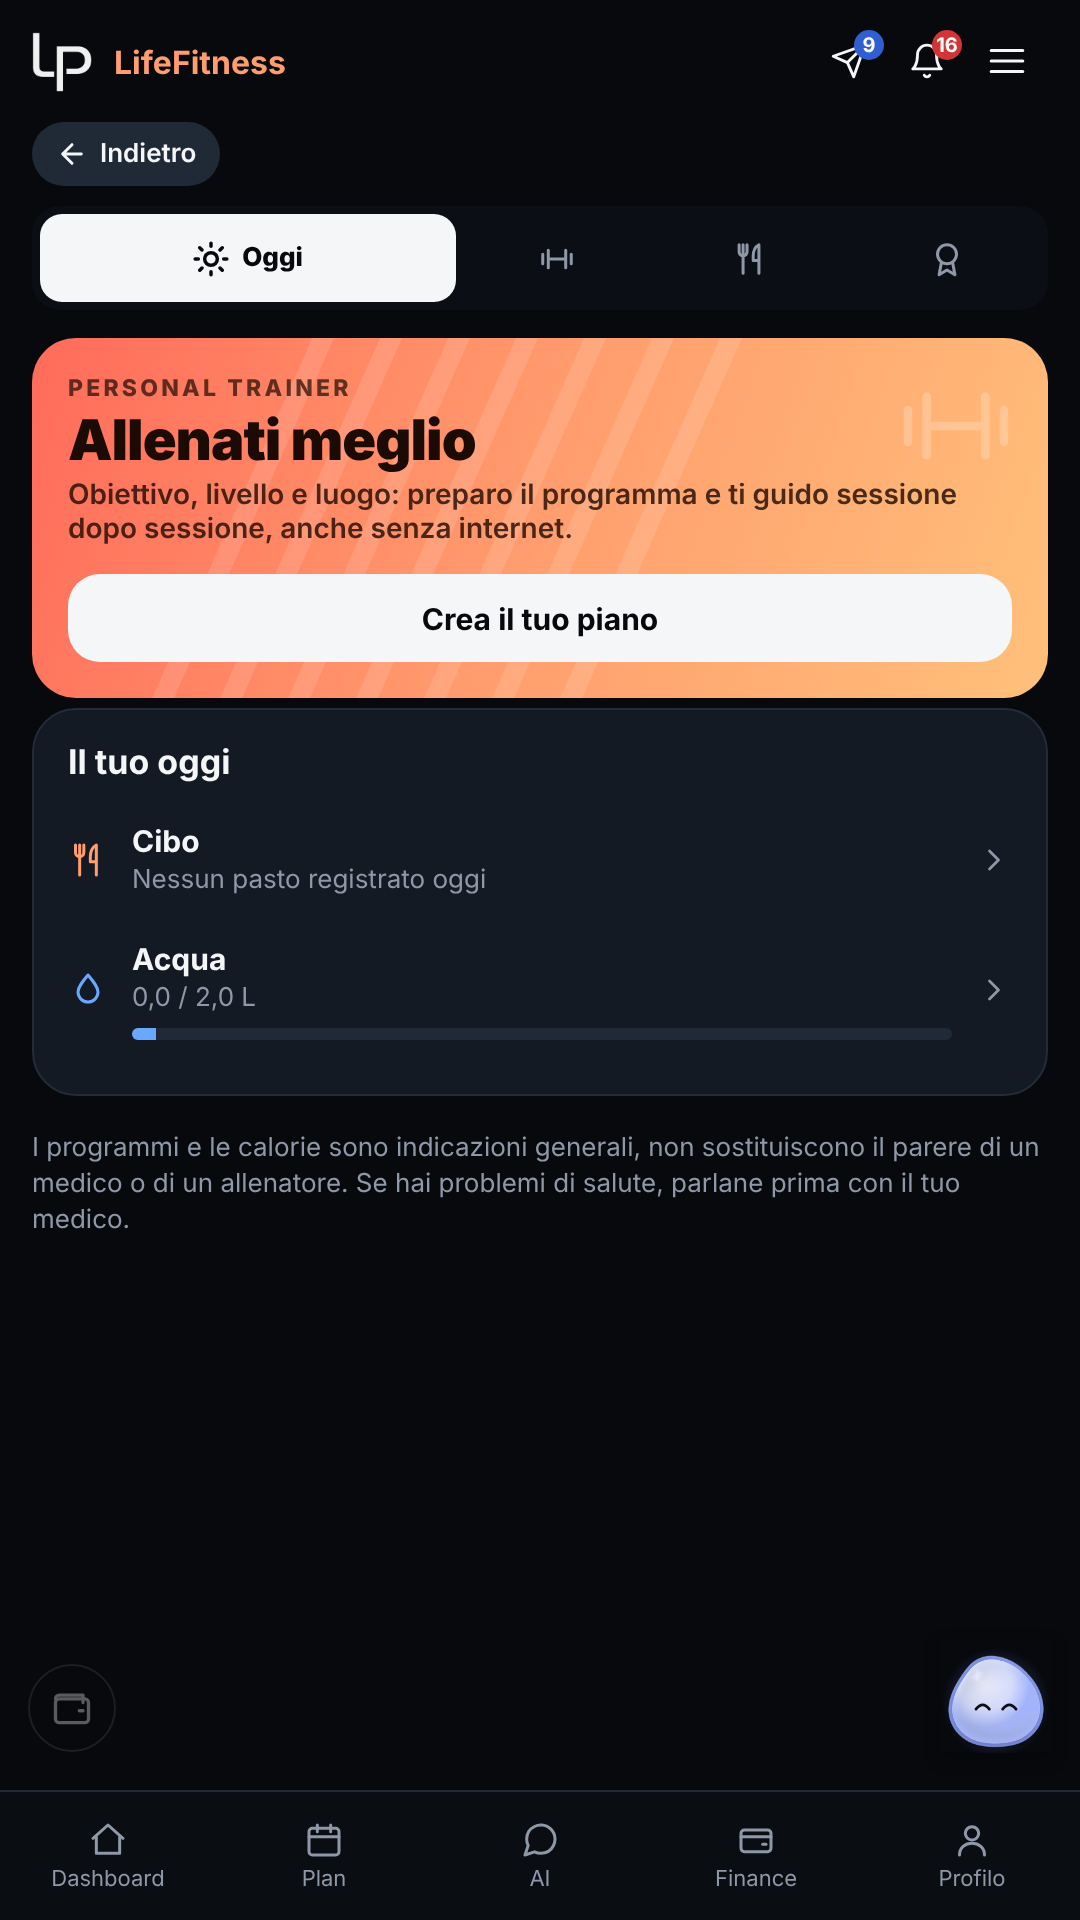 LP LifeFitness
9
16
Indietro
Oggi
PERSONAL TRAINER
Allenati meglio
Obiettivo, livello e luogo: preparo il programma e ti guido sessione
dopo sessione, anche senza internet.
Crea il tuo piano
Il tuo oggi
Cibo
Nessun pasto registrato oggi
Acqua
0,0 / 2,0 L
I programmi e le calorie sono indicazioni generali, non sostituiscono il parere di un
medico o di un allenatore. Se hai problemi di salute, parlane prima con il tuo
medico.
Dashboard
Plan
AI
Finance
Profilo